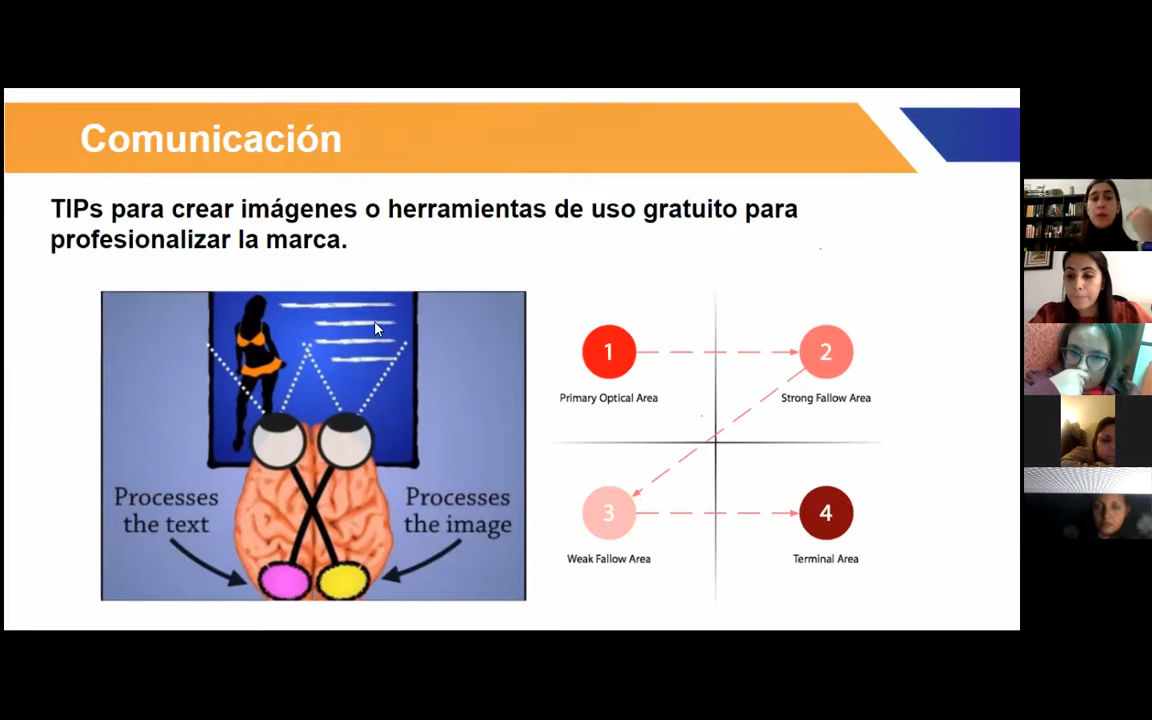 Comunicación
TIPs para crear imágenes o herramientas de uso gratuito para
profesionalizar la marca.
Processes
the text
Processes
the image
1
Primary Optical Area
2
Strong Fallow Area
3
Weak Fallow Area
4
Terminal Area